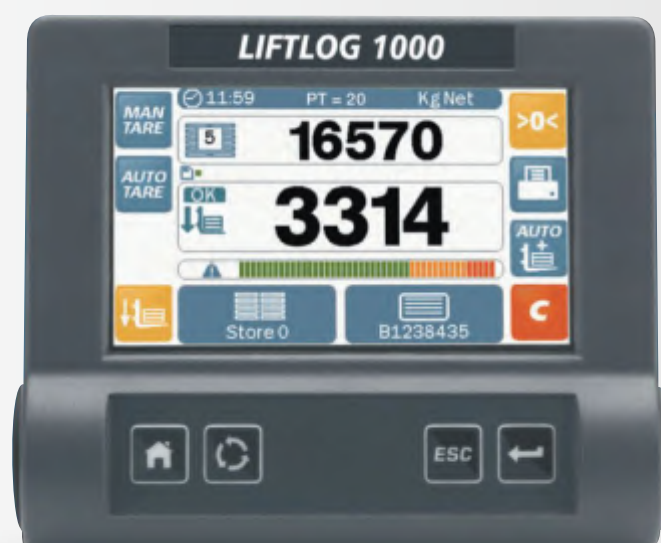 LIFTLOG 1000
MAN
TARE
11:59 PT = 20 Kg Net
>0<
5 16570
AUTO
TARE
OK
3314
AUTO
Store 0
B1238435
C
ESC